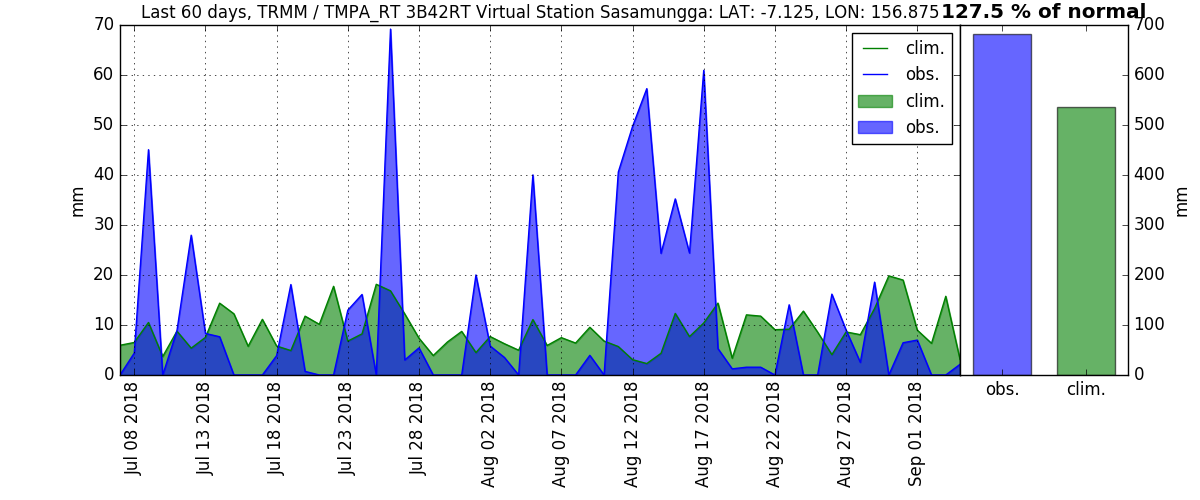 Last 60 days, TRMM / TMPA_RT 3B42RT Virtual Station Sasamungga: LAT: -7.125, LON: 156.875
127.5 % of normal
mm
70
60
50
40
30
20
10
0
clim.
obs.
clim.
obs.
700
600
500
400
300
200
100
0
mm
Jul 08 2018
Jul 13 2018
Jul 18 2018
Jul 23 2018
Jul 28 2018
Aug 02 2018
Aug 07 2018
Aug 12 2018
Aug 17 2018
Aug 22 2018
Aug 27 2018
Sep 01 2018
obs.
clim.